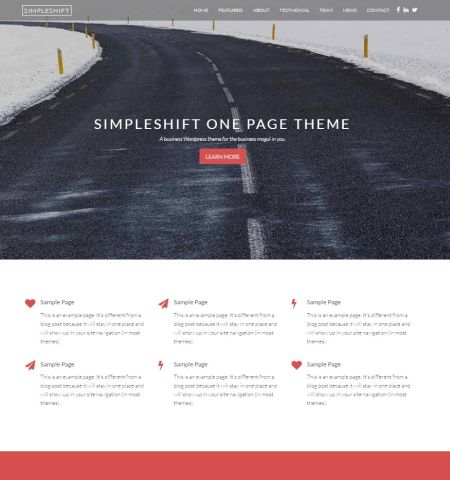 SIMPLESHIFT HOME FEATURED ABOUT TESTIMONIAL TEAM NEWS CONTACT
SIMPLESHIFT ONE PAGE THEME
A business Wordpress theme for the business mogul in you.
LEARN MORE
Sample Page
This is an example page. It's different from a
blog post because it will stay in one place and
will show up in your site navigation (in most
themes).
Sample Page
This is an example page. It's different from a
blog post because it will stay in one place and
will show up in your site navigation (in most
themes).
Sample Page
This is an example page. It's different from a
blog post because it will stay in one place and
will show up in your site navigation (in most
themes).
Sample Page
This is an example page. It's different from a
blog post because it will stay in one place and
will show up in your site navigation (in most
themes).
Sample Page
This is an example page. It's different from a
blog post because it will stay in one place and
will show up in your site navigation (in most
themes).
Sample Page
This is an example page. It's different from a
blog post because it will stay in one place and
will show up in your site navigation (in most
themes).